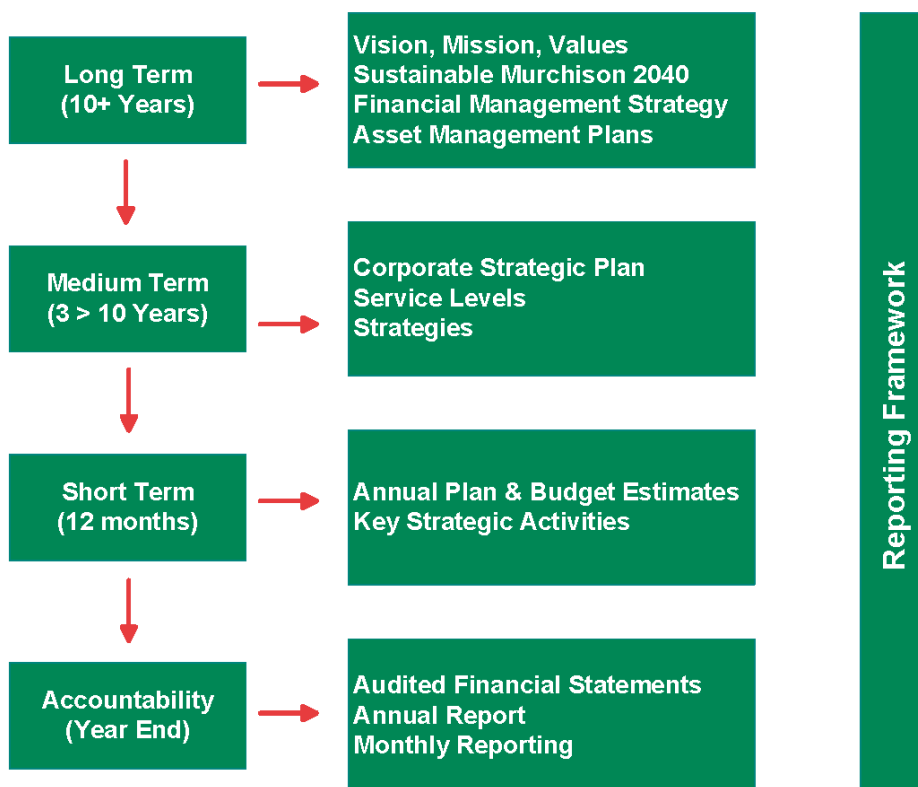 Long Term
(10+ Years)
Vision, Mission, Values
Sustainable Murchison 2040
Financial Management Strategy
Asset Management Plans
Medium Term
(3 > 10 Years)
Corporate Strategic Plan
Service Levels
Strategies
Short Term
(12 months)
Annual Plan & Budget Estimates
Key Strategic Activities
Accountability
(Year End)
Audited Financial Statements
Annual Report
Monthly Reporting
Reporting Framework